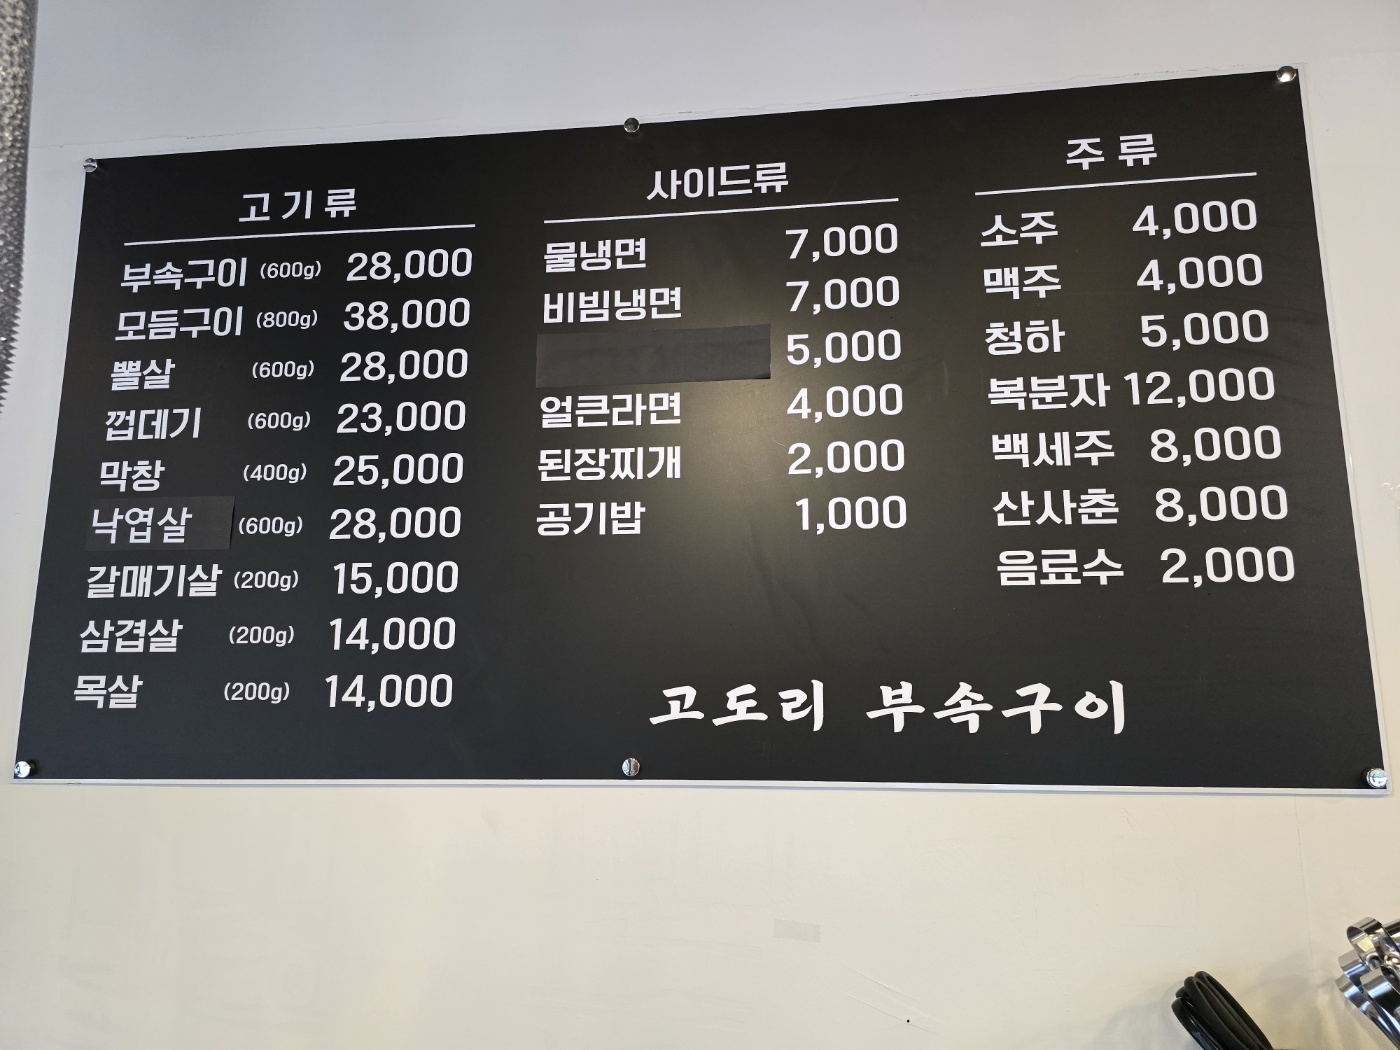 고기류
부속구이 (600g) 28,000
모듬구이 (800g) 38,000
뽈살 (600g) 28,000
껍데기 (600g) 23,000
막창 (400g) 25,000
낙엽살 (600g) 28,000
갈매기살 (200g) 15,000
삼겹살 (200g) 14,000
목살 (200g) 14,000
사이드류
물냉면 7,000
비빔냉면 7,000
5,000
얼큰라면 4,000
된장찌개 2,000
공기밥 1,000
주류
소주 4,000
맥주 4,000
청하 5,000
복분자 12,000
백세주 8,000
산사춘 8,000
음료수 2,000
고도리 부속구이